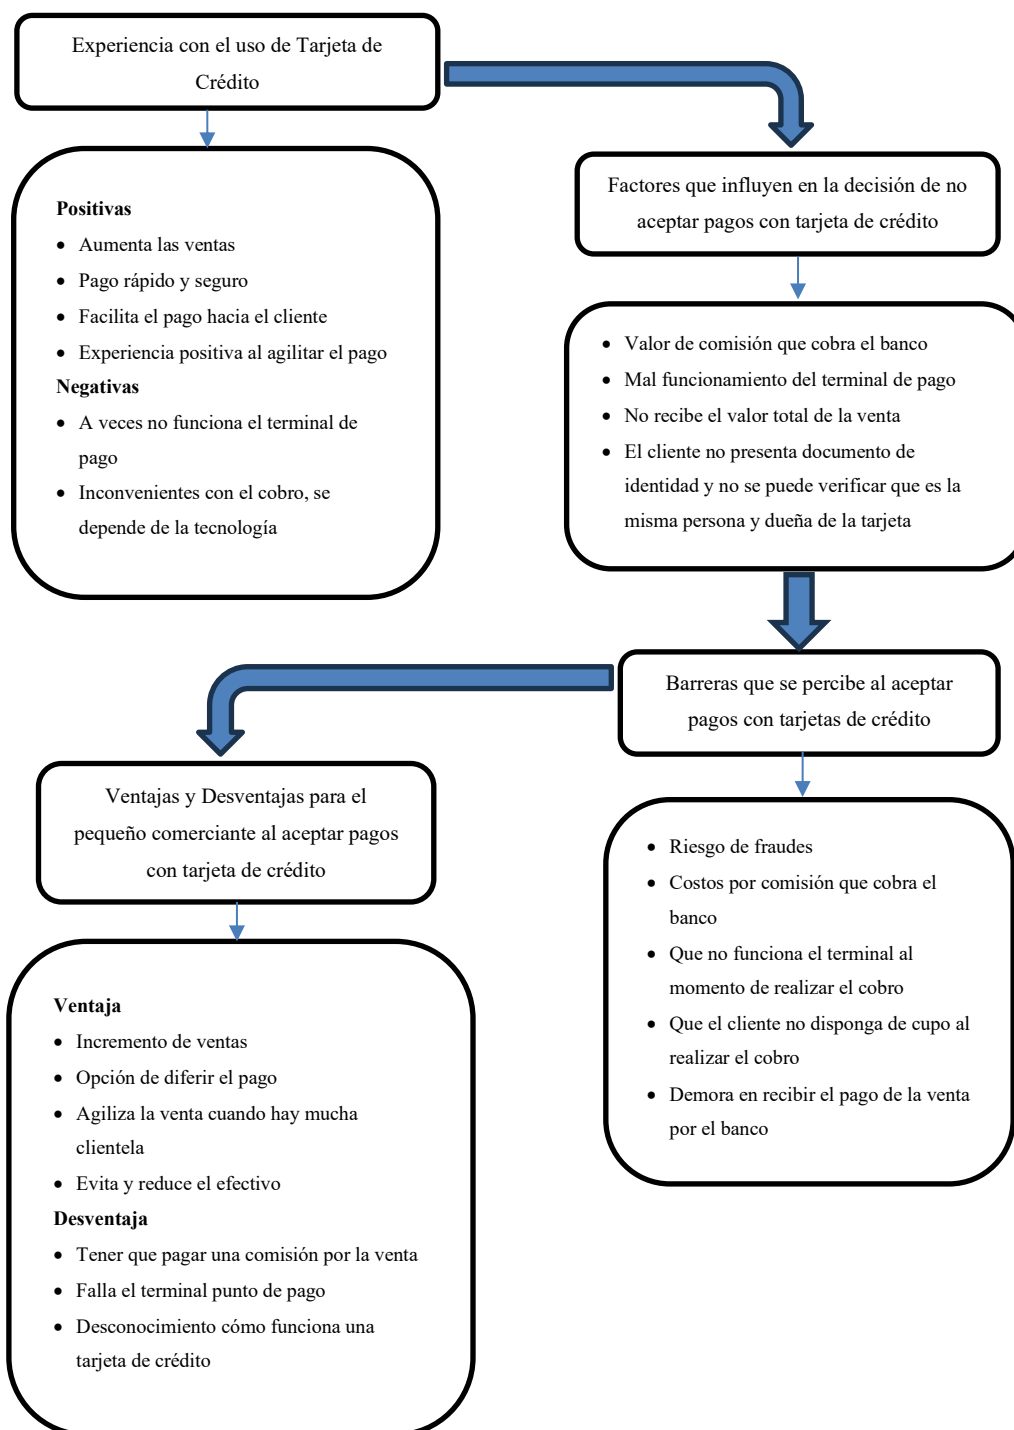 Experiencia con el uso de Tarjeta de
Crédito
Positivas
• Aumenta las ventas
• Pago rápido y seguro
• Facilita el pago hacia el cliente
• Experiencia positiva al agilitar el pago
Negativas
• A veces no funciona el terminal de
pago
• Inconvenientes con el cobro, se
depende de la tecnología
Factores que influyen en la decisión de no
aceptar pagos con tarjeta de crédito
• Valor de comisión que cobra el banco
• Mal funcionamiento del terminal de pago
• No recibe el valor total de la venta
• El cliente no presenta documento de
identidad y no se puede verificar que es la
misma persona y dueña de la tarjeta
Barreras que se percibe al aceptar
pagos con tarjetas de crédito
• Riesgo de fraudes
• Costos por comisión que cobra el
banco
• Que no funciona el terminal al
momento de realizar el cobro
• Que el cliente no disponga de cupo al
realizar el cobro
• Demora en recibir el pago de la venta
por el banco
Ventajas y Desventajas para el
pequeño comerciante al aceptar pagos
con tarjeta de crédito
Ventaja
• Incremento de ventas
• Opción de diferir el pago
• Agiliza la venta cuando hay mucha
clientela
• Evita y reduce el efectivo
Desventaja
• Tener que pagar una comisión por la venta
• Falla el terminal punto de pago
• Desconocimiento cómo funciona una
tarjeta de crédito